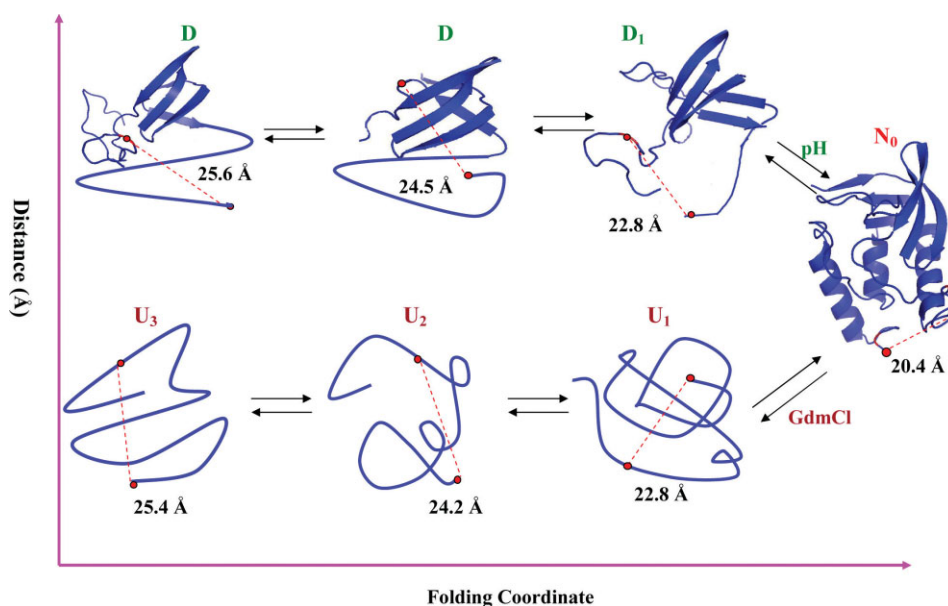 D
D
D₁
N₀
pH
25.6 Å
24.5 Å
22.8 Å
Distance (Å)
U₃
U₂
U₁
20.4 Å
GdmCl
25.4 Å
24.2 Å
22.8 Å
Folding Coordinate